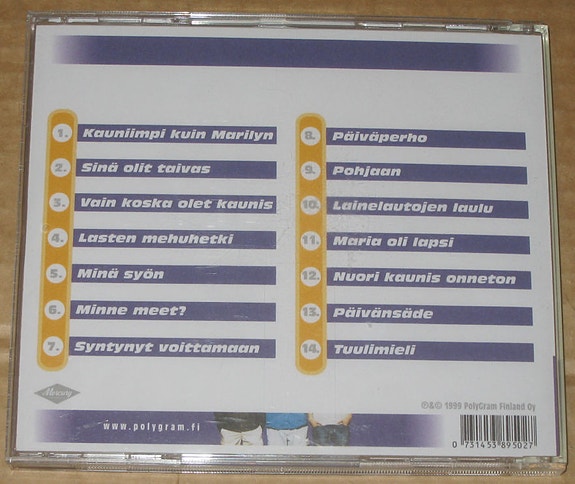 1. Kauniimpi kuin Marilyn
2. Sinä olit taivas
3. Vain koska olet kaunis
4. Lasten mehuhetki
5. Minä syön
6. Minne meet?
7. Syntynyt voittamaan
8. Päiväperho
9. Pohjaan
10. Lainelautojen laulu
11. Maria oli lapsi
12. Nuori kaunis onneton
13. Päivänsäde
14. Tuulimieli
Mercury
℗&© 1999 PolyGram Finland Oy
www.polygram.fi
0 731453 895027